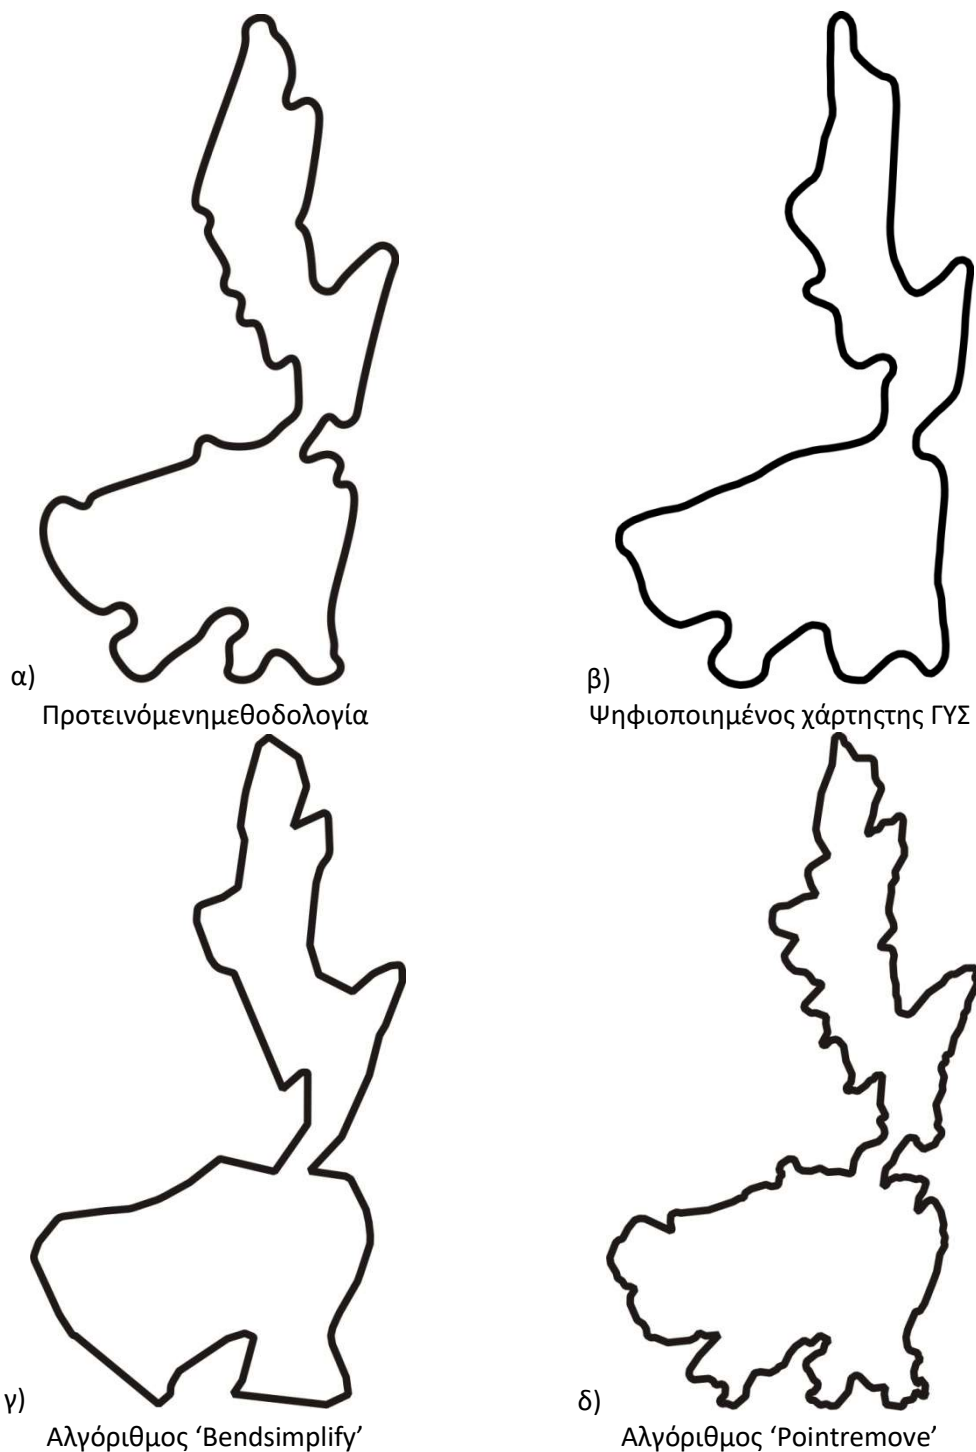 α)
Προτεινόμενημεθοδολογία
β)
Ψηφιοποιημένος χάρτηςτης ΓΥΣ
γ)
Αλγόριθμος ‘Bendsimplify’
δ)
Αλγόριθμος ‘Pointremove’